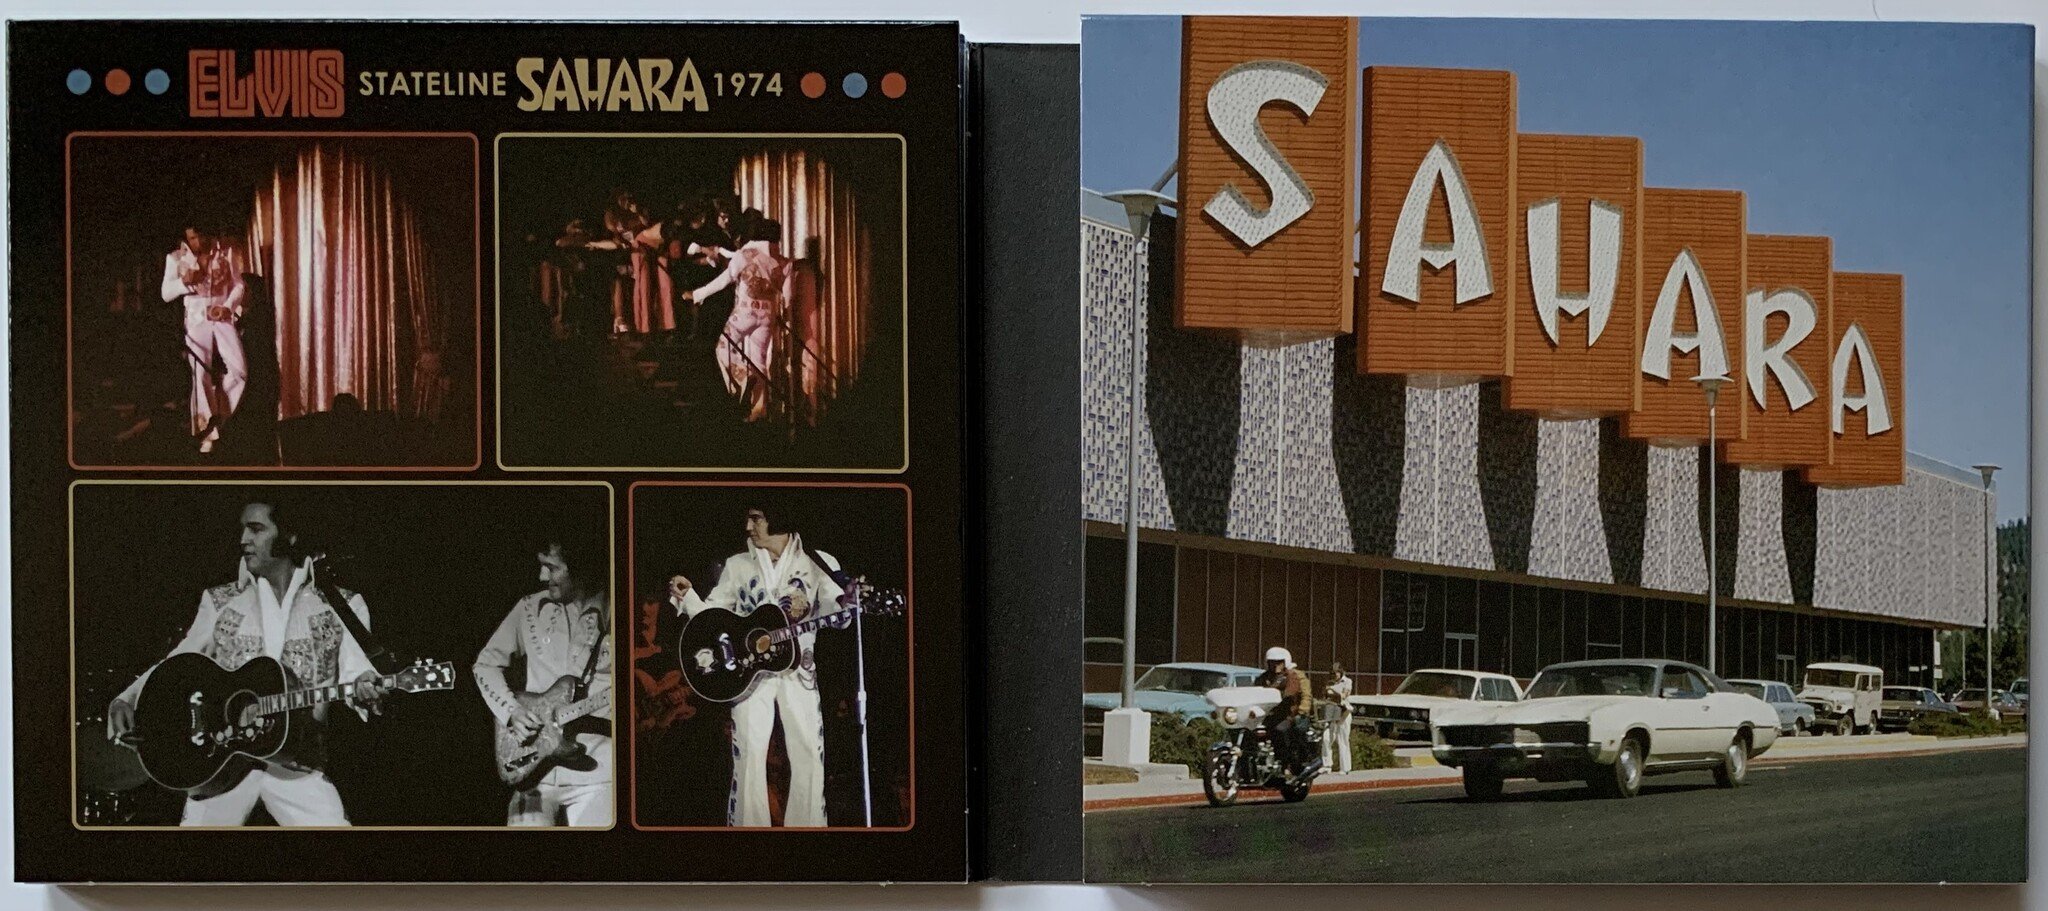 ELVIS STATELINE SAHARA 1974
SAHARA